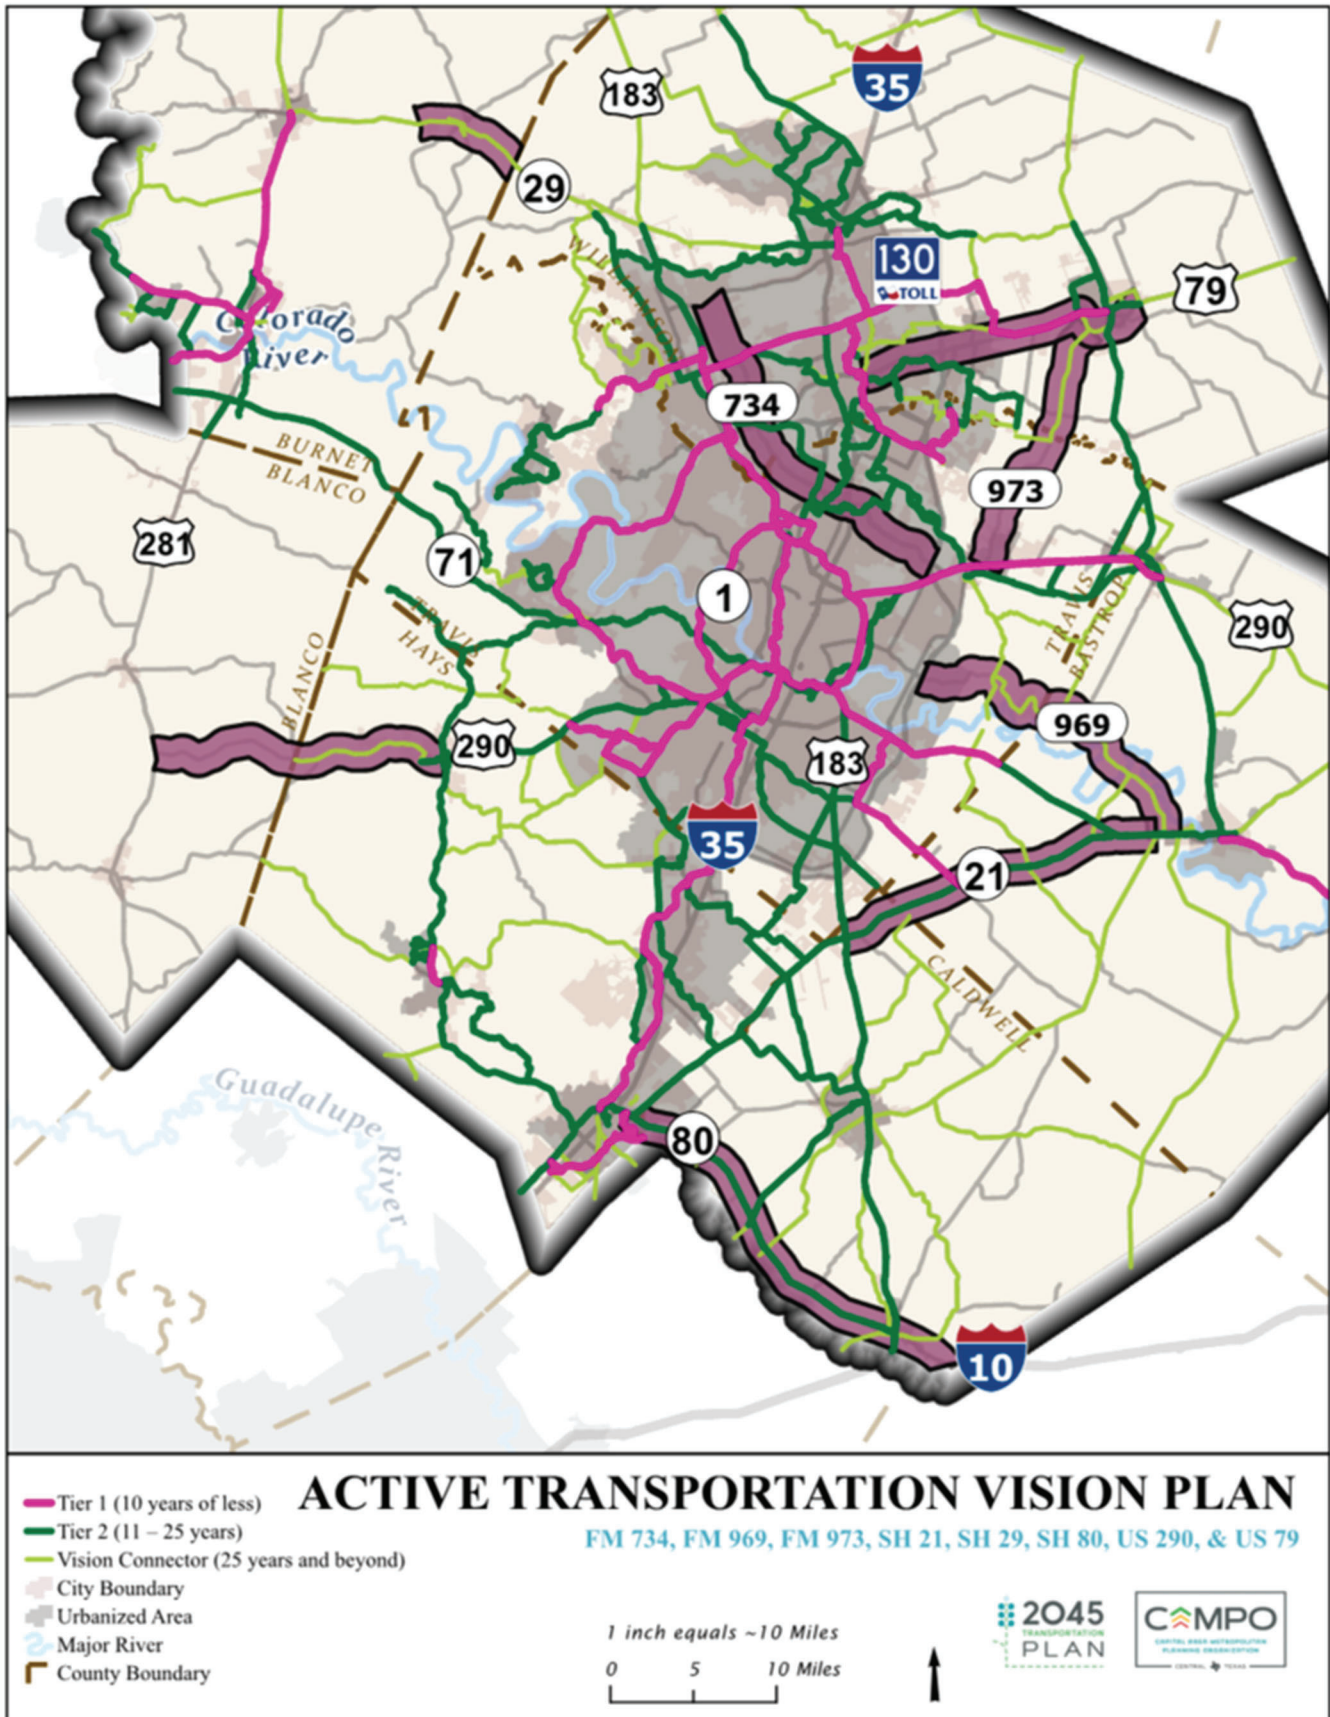 183
35
29
WILLIAMSON
130
TOLL
79
Colorado
River
734
BURNET
BLANCO
973
281
71
1
TRAVIS
HAYS
TRAVIS
BASTROP
290
BLANCO
290
969
183
35
21
CALDWELL
Guadalupe River
80
10
ACTIVE TRANSPORTATION VISION PLAN
FM 734, FM 969, FM 973, SH 21, SH 29, SH 80, US 290, & US 79
Tier 1 (10 years of less)
Tier 2 (11 – 25 years)
Vision Connector (25 years and beyond)
City Boundary
Urbanized Area
Major River
County Boundary
1 inch equals ~10 Miles
0 5 10 Miles
2045
TRANSPORTATION
PLAN
CAMPO
CAPITAL AREA METROPOLITAN
PLANNING ORGANIZATION
CENTRAL TEXAS